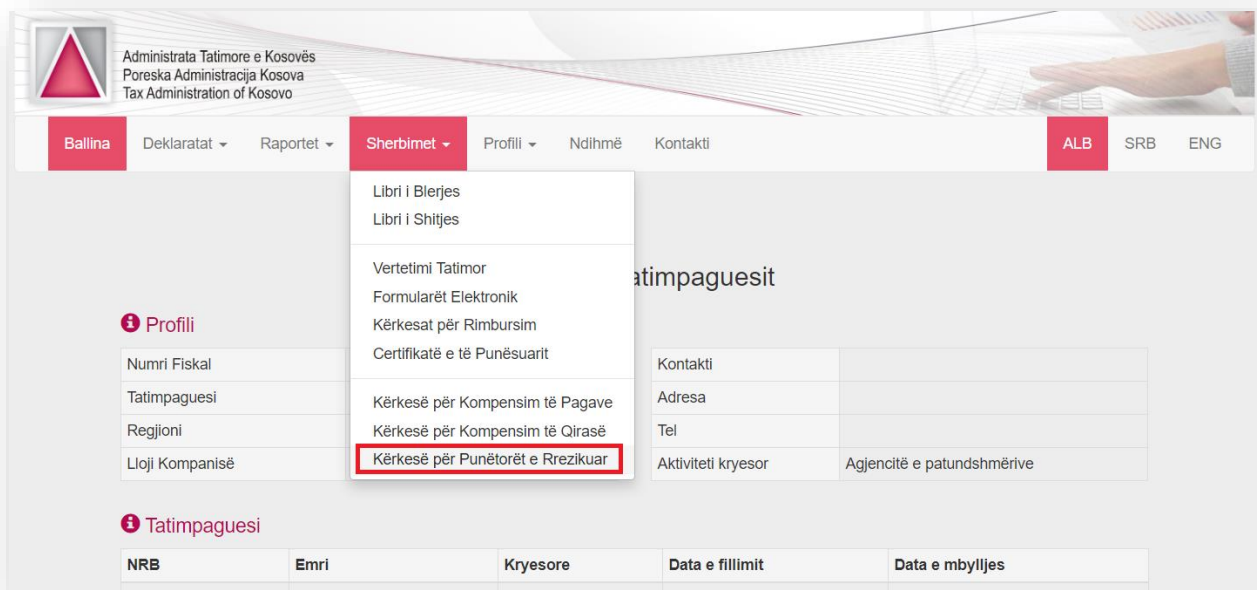 Administrata Tatimore e Kosovës
Poreska Administracija Kosova
Tax Administration of Kosovo
Ballina Deklaratat Raportet Sherbimet Profili Ndihmë Kontakti ALB SRB ENG
Libri i Blerjes
Libri i Shitjes
Vertetimi Tatimor
Formularët Elektronik
Kërkesat për Rimbursim
Certifikatë e të Punësuarit
Kërkesë për Kompensim të Pagave
Kërkesë për Kompensim të Qirasë
Kërkesë për Punëtorët e Rrezikuar
atimpaguesit
Profili
Numri Fiskal Kontakti
Tatimpaguesi Adresa
Regjioni Tel
Lloji Kompanisë Aktiviteti kryesor Agjencitë e patundshmërive
Tatimpaguesi
NRB Emri Kryesore Data e fillimit Data e mbylljes